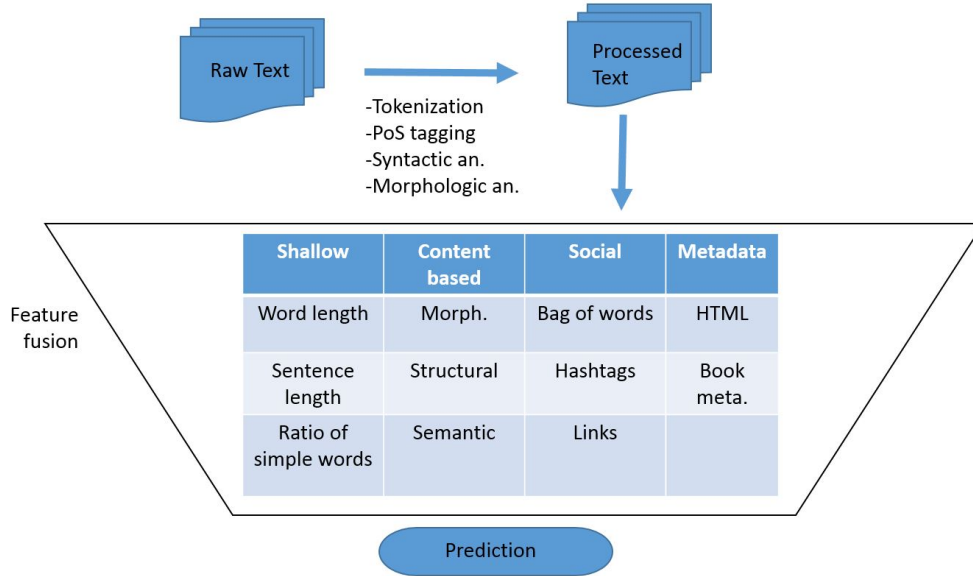 Raw Text
Processed
Text
-Tokenization
-PoS tagging
-Syntactic an.
-Morphologic an.
Feature
fusion
Shallow
Content
based
Social
Metadata
Word length
Morph.
Bag of words
HTML
Sentence
length
Structural
Hashtags
Book
meta.
Ratio of
simple words
Semantic
Links
Prediction